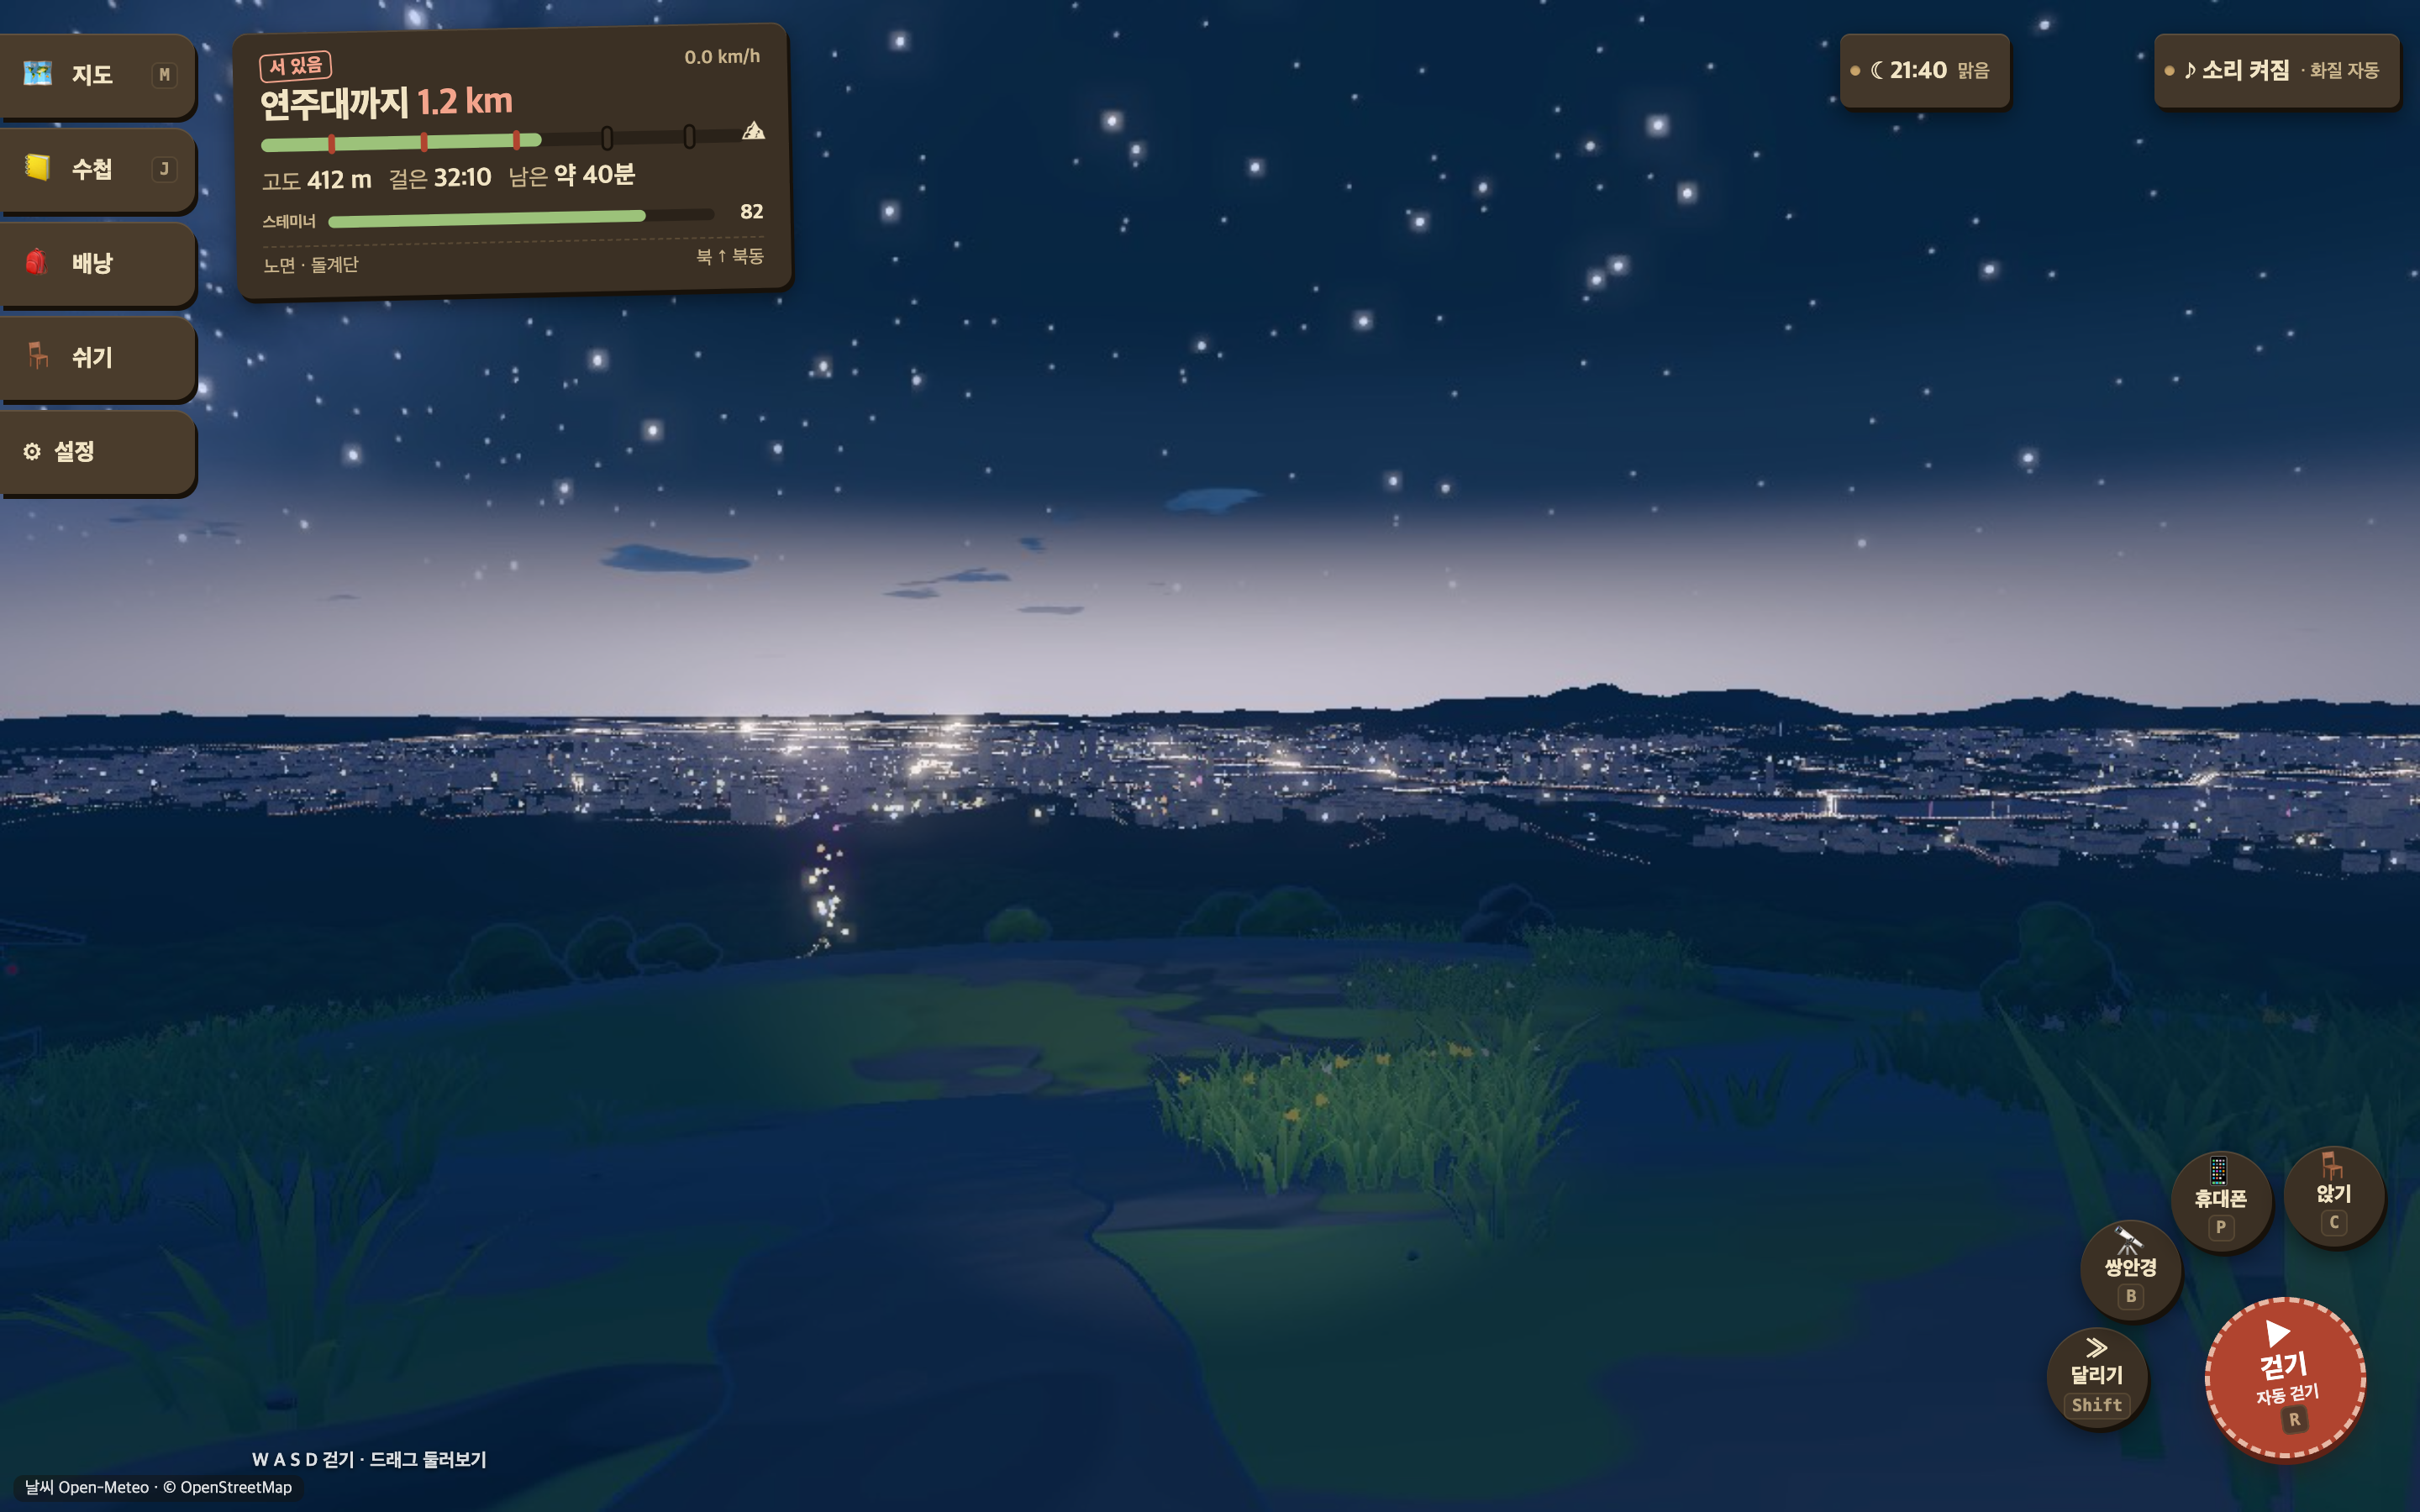 지도 M
수첩 J
배낭
쉬기
⚙ 설정
서 있음
0.0 km/h
연주대까지 1.2 km
고도 412 m 걸은 32:10 남은 약 40분
스테미너 82
노면 · 돌계단
북 ↑ 북동
☾ 21:40 맑음
♪ 소리 켜짐 · 화질 자동
휴대폰
P
앉기
C
쌍안경
B
달리기
Shift
걷기
자동 걷기
R
W A S D 걷기 · 드래그 둘러보기
날씨 Open-Meteo · © OpenStreetMap